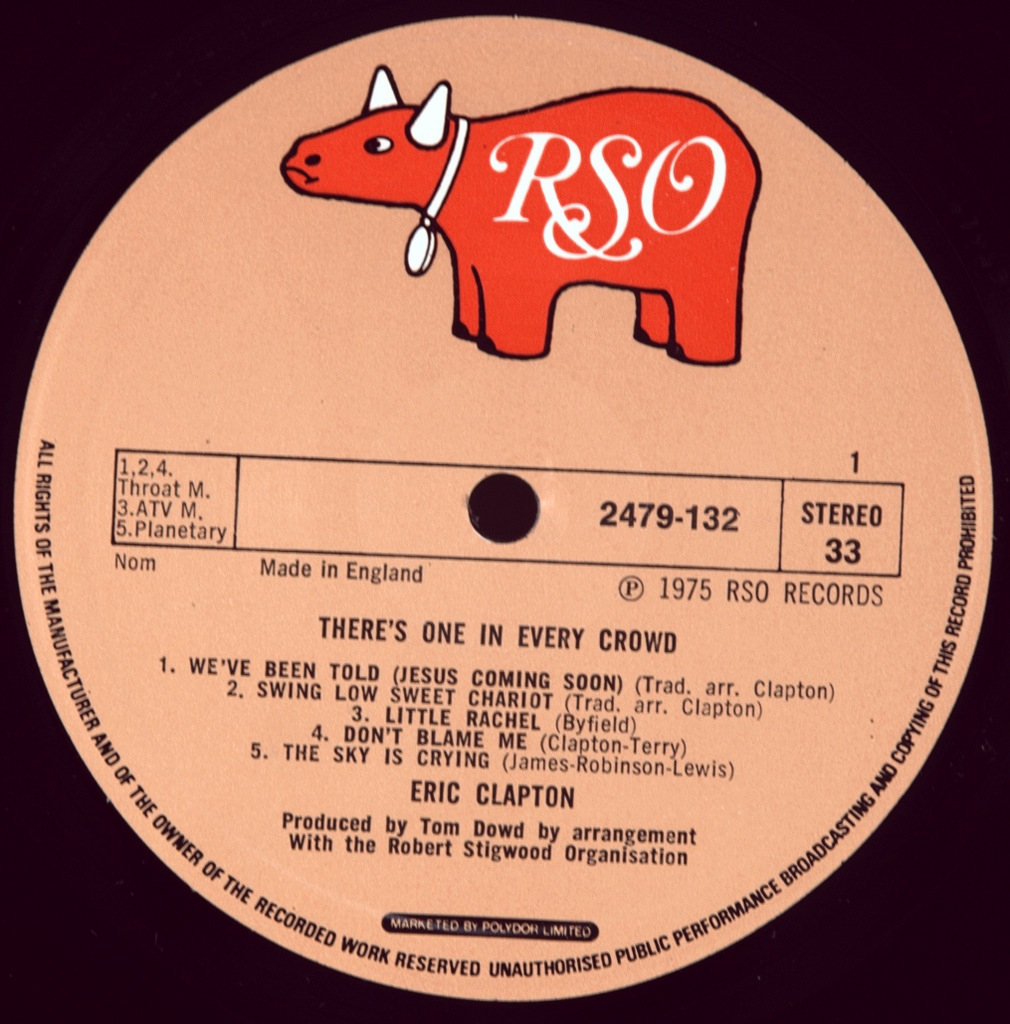 RSO
1
1,2,4.
Throat M.
3.ATV M.
5.Planetary
2479-132
STEREO
33
Nom
Made in England
Ⓟ 1975 RSO RECORDS
THERE'S ONE IN EVERY CROWD
1. WE'VE BEEN TOLD (JESUS COMING SOON) (Trad. arr. Clapton)
2. SWING LOW SWEET CHARIOT (Trad. arr. Clapton)
3. LITTLE RACHEL (Byfield)
4. DON'T BLAME ME (Clapton-Terry)
5. THE SKY IS CRYING (James-Robinson-Lewis)
ERIC CLAPTON
Produced by Tom Dowd by arrangement
With the Robert Stigwood Organisation
MARKETED BY POLYDOR LIMITED
ALL RIGHTS OF THE MANUFACTURER AND OF THE OWNER OF THE RECORDED WORK RESERVED UNAUTHORISED PUBLIC PERFORMANCE BROADCASTING AND COPYING OF THIS RECORD PROHIBITED